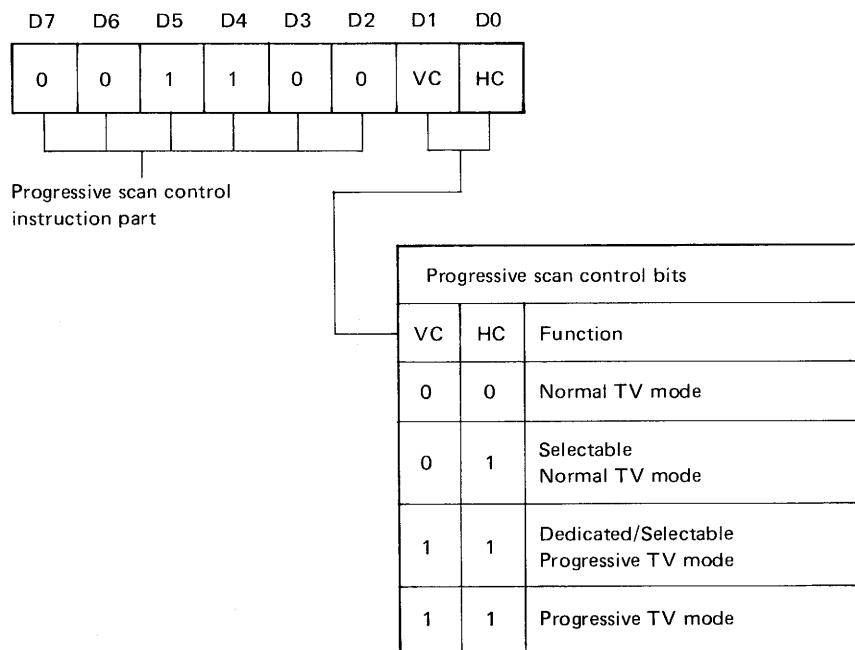 D7 D6 D5 D4 D3 D2 D1 D0
0 0 1 1 0 0 VC HC
Progressive scan control
instruction part
Progressive scan control bits
VC HC Function
0 0 Normal TV mode
0 1 Selectable
Normal TV mode
1 1 Dedicated/Selectable
Progressive TV mode
1 1 Progressive TV mode